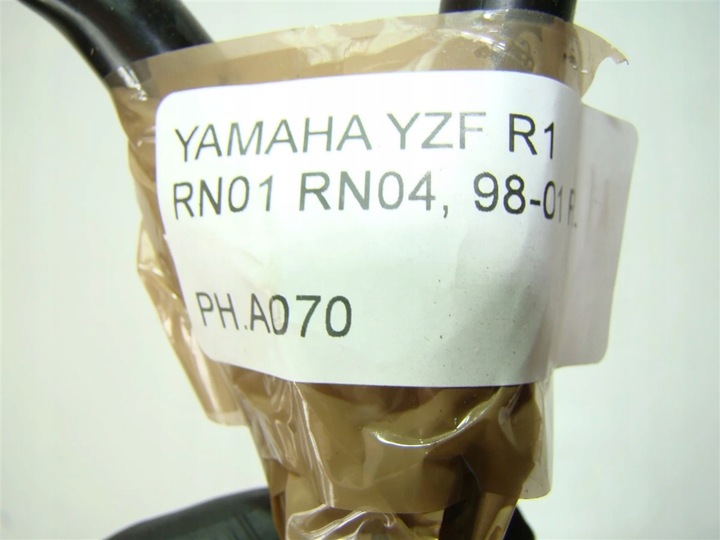 YAMAHA YZF R1
RN01 RN04, 98-01 R.
PH.A070